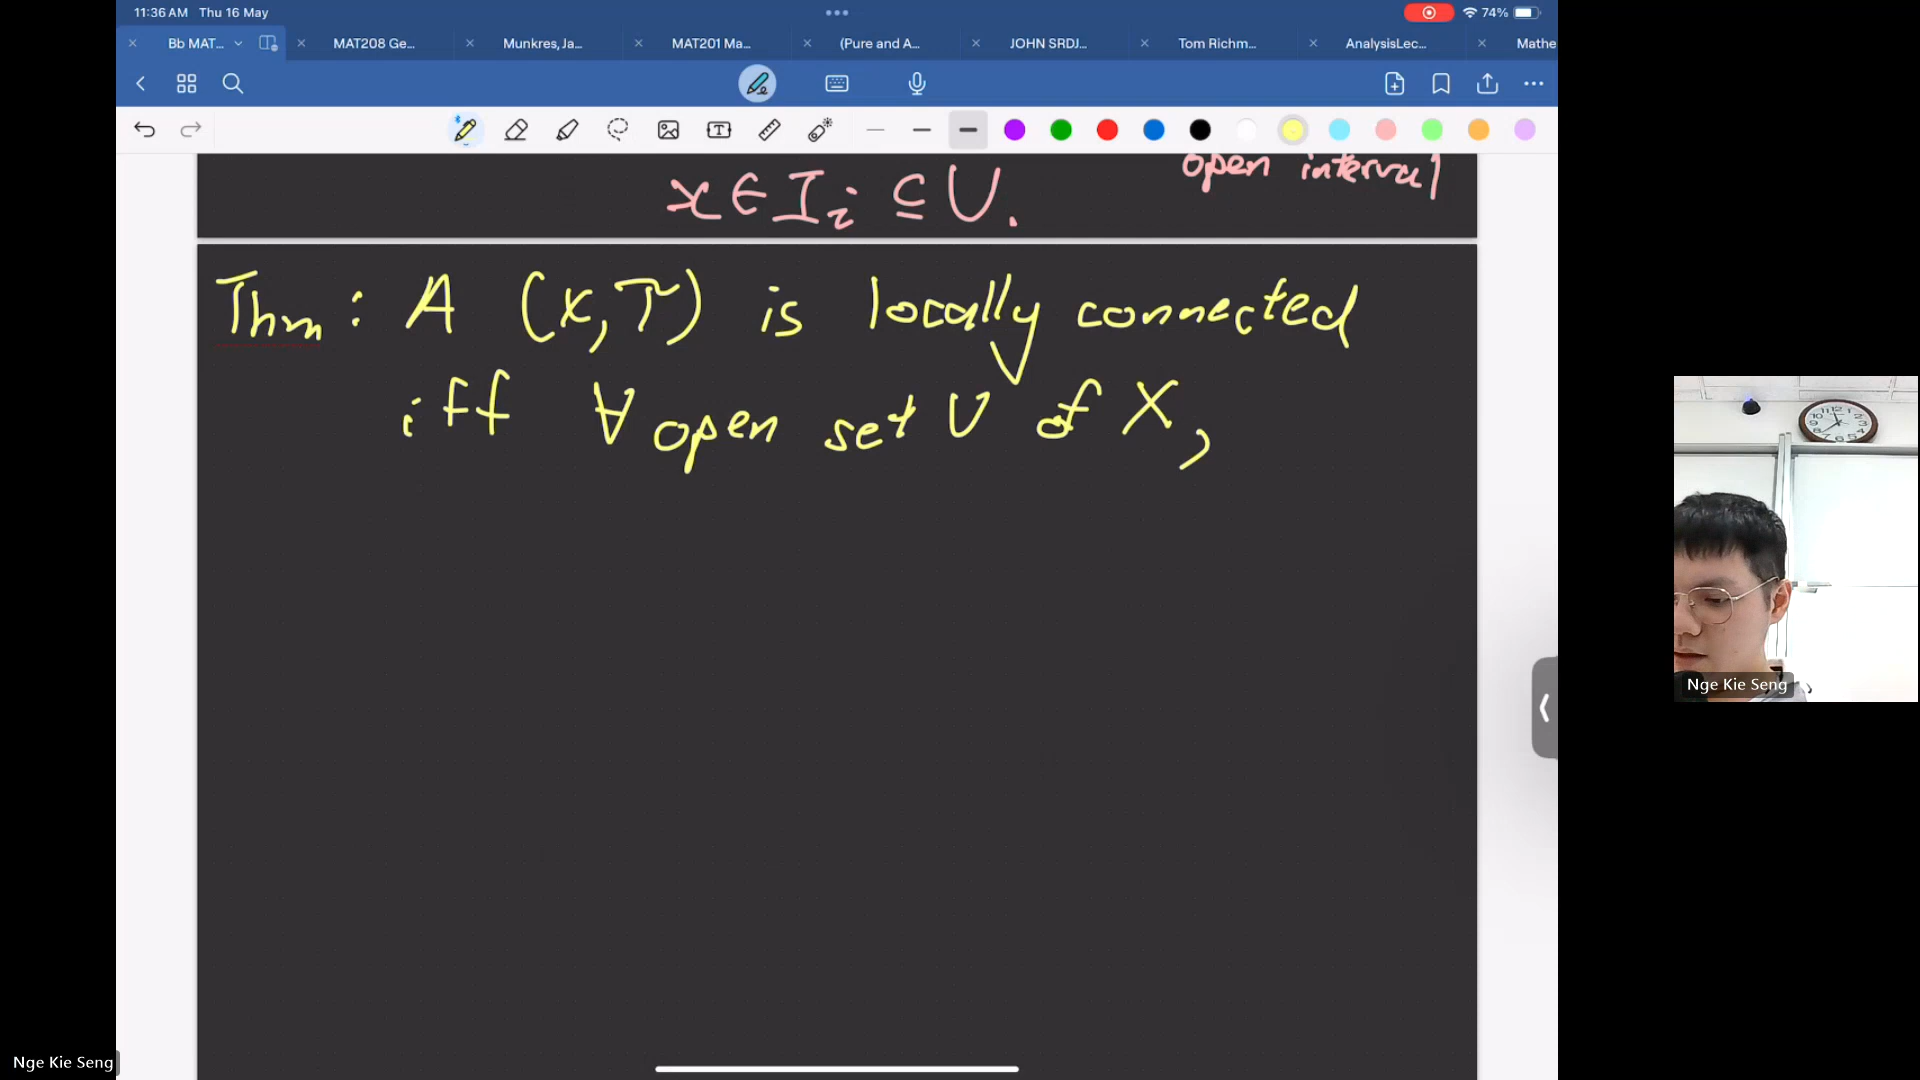 11:36 AM Thu 16 May
74%
Bb MAT...
MAT208 Ge...
Munkres, Ja...
MAT201 Ma...
(Pure and A...
JOHN SRDJ...
Tom Richm...
AnalysisLec...
Mathe
open interval
x ∈ I_i ⊆ U.
Thm : A (X, T) is locally connected
iff ∀ open set U of X,
Nge Kie Seng
Nge Kie Seng